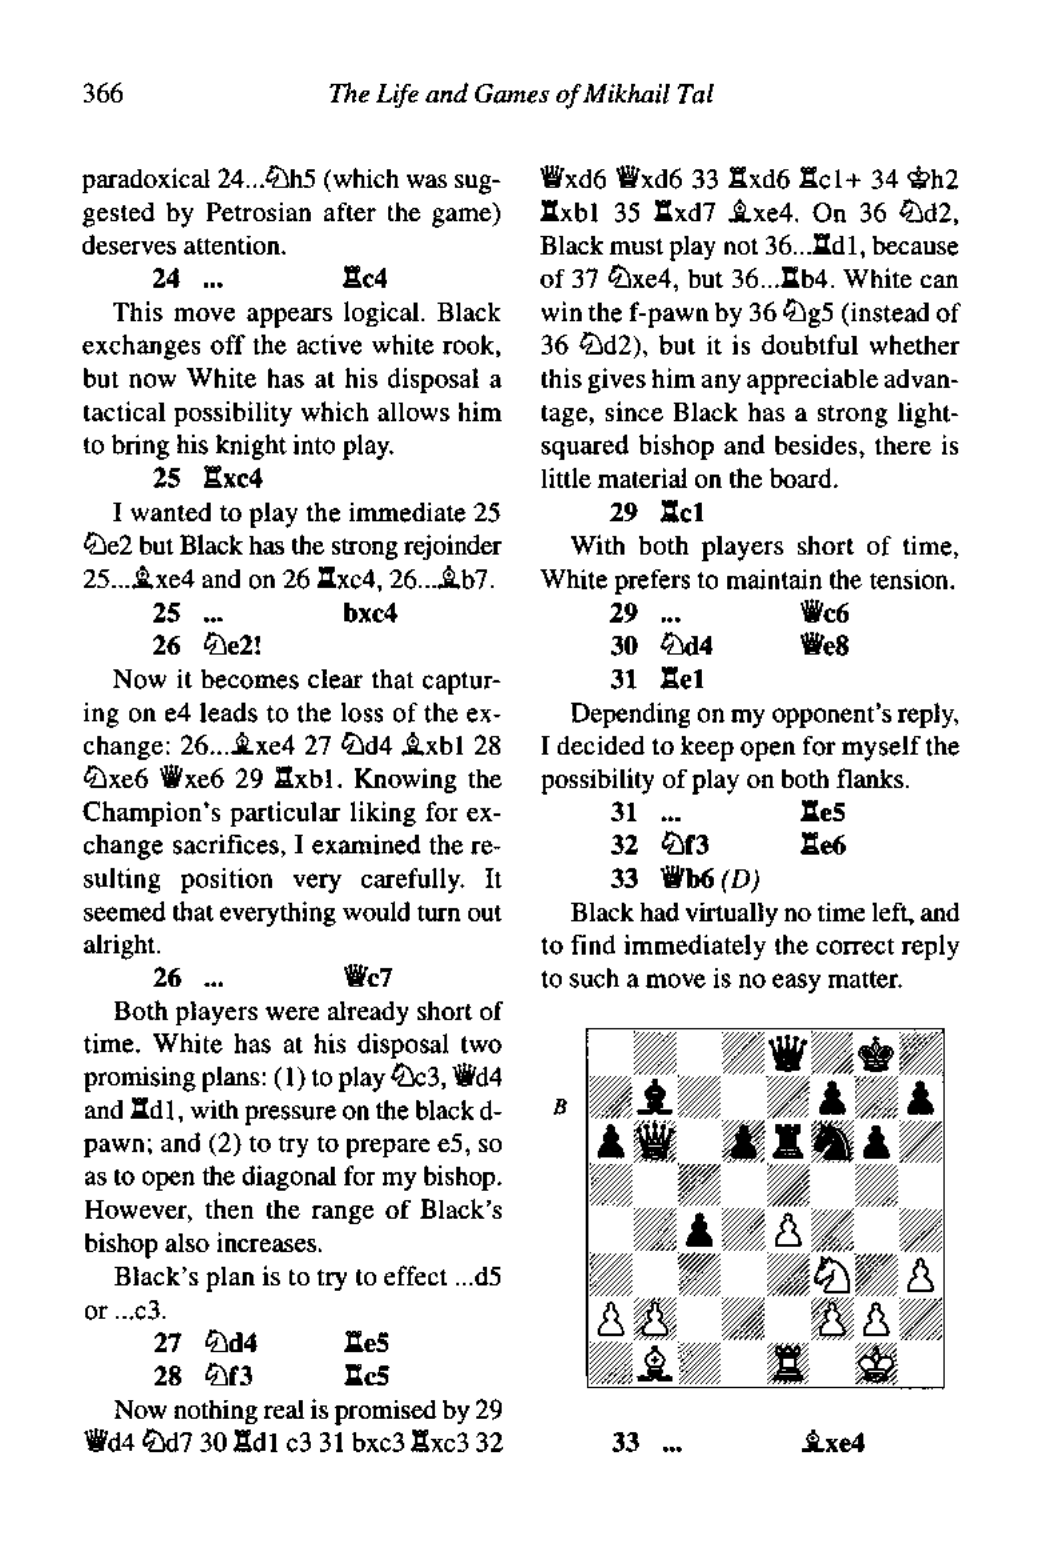 366
The Life and Games of Mikhail Tal
paradoxical 24...♘h5 (which was sug-
gested by Petrosian after the game)
deserves attention.
24 ... ♖c4
This move appears logical. Black
exchanges off the active white rook,
but now White has at his disposal a
tactical possibility which allows him
to bring his knight into play.
25 ♖xc4
I wanted to play the immediate 25
♘e2 but Black has the strong rejoinder
25...♗xe4 and on 26 ♖xc4, 26...♗b7.
25 ... bxc4
26 ♘e2!
Now it becomes clear that captur-
ing on e4 leads to the loss of the ex-
change: 26...♗xe4 27 ♘d4 ♗xb1 28
♘xe6 ♕xe6 29 ♖xb1. Knowing the
Champion's particular liking for ex-
change sacrifices, I examined the re-
sulting position very carefully. It
seemed that everything would turn out
alright.
26 ... ♕c7
Both players were already short of
time. White has at his disposal two
promising plans: (1) to play ♘c3, ♕d4
and ♖d1, with pressure on the black d-
pawn; and (2) to try to prepare e5, so
as to open the diagonal for my bishop.
However, then the range of Black's
bishop also increases.
Black's plan is to try to effect ...d5
or ...c3.
27 ♘d4 ♖e5
28 ♘f3 ♖c5
Now nothing real is promised by 29
♕d4 ♘d7 30 ♖d1 c3 31 bxc3 ♖xc3 32
♕xd6 ♕xd6 33 ♖xd6 ♖c1+ 34 ♔h2
♖xb1 35 ♖xd7 ♗xe4. On 36 ♘d2,
Black must play not 36...♖d1, because
of 37 ♘xe4, but 36...♖b4. White can
win the f-pawn by 36 ♘g5 (instead of
36 ♘d2), but it is doubtful whether
this gives him any appreciable advan-
tage, since Black has a strong light-
squared bishop and besides, there is
little material on the board.
29 ♖c1
With both players short of time,
White prefers to maintain the tension.
29 ... ♕c6
30 ♘d4 ♕e8
31 ♖e1
Depending on my opponent's reply,
I decided to keep open for myself the
possibility of play on both flanks.
31 ... ♖e5
32 ♘f3 ♖e6
33 ♕b6 (D)
Black had virtually no time left, and
to find immediately the correct reply
to such a move is no easy matter.
B
33 ... ♗xe4